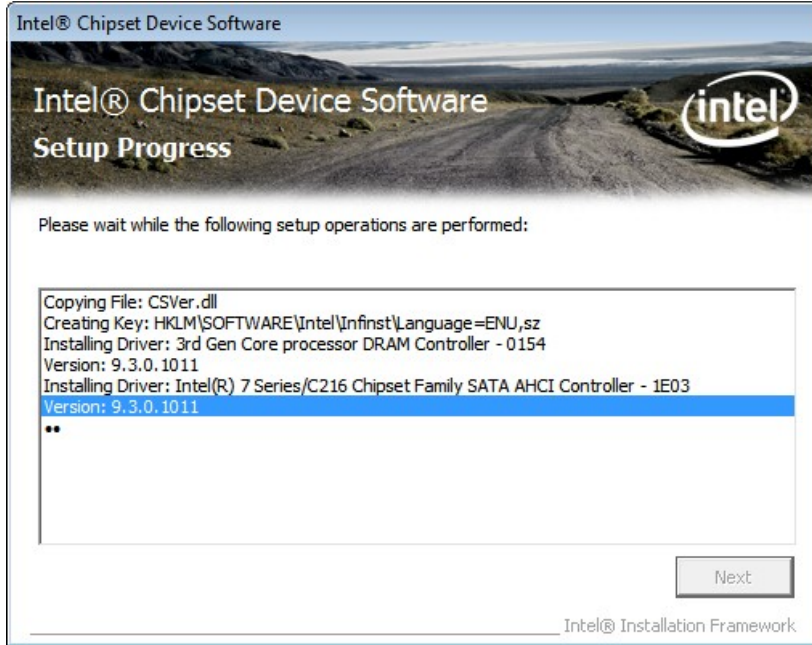 Intel® Chipset Device Software
Intel® Chipset Device Software
intel
Setup Progress
Please wait while the following setup operations are performed:
Copying File: CSVer.dll
Creating Key: HKLM\SOFTWARE\Intel\Infinst\Language=ENU,sz
Installing Driver: 3rd Gen Core processor DRAM Controller - 0154
Version: 9.3.0.1011
Installing Driver: Intel(R) 7 Series/C216 Chipset Family SATA AHCI Controller - 1E03
Version: 9.3.0.1011
••
Next
Intel® Installation Framework